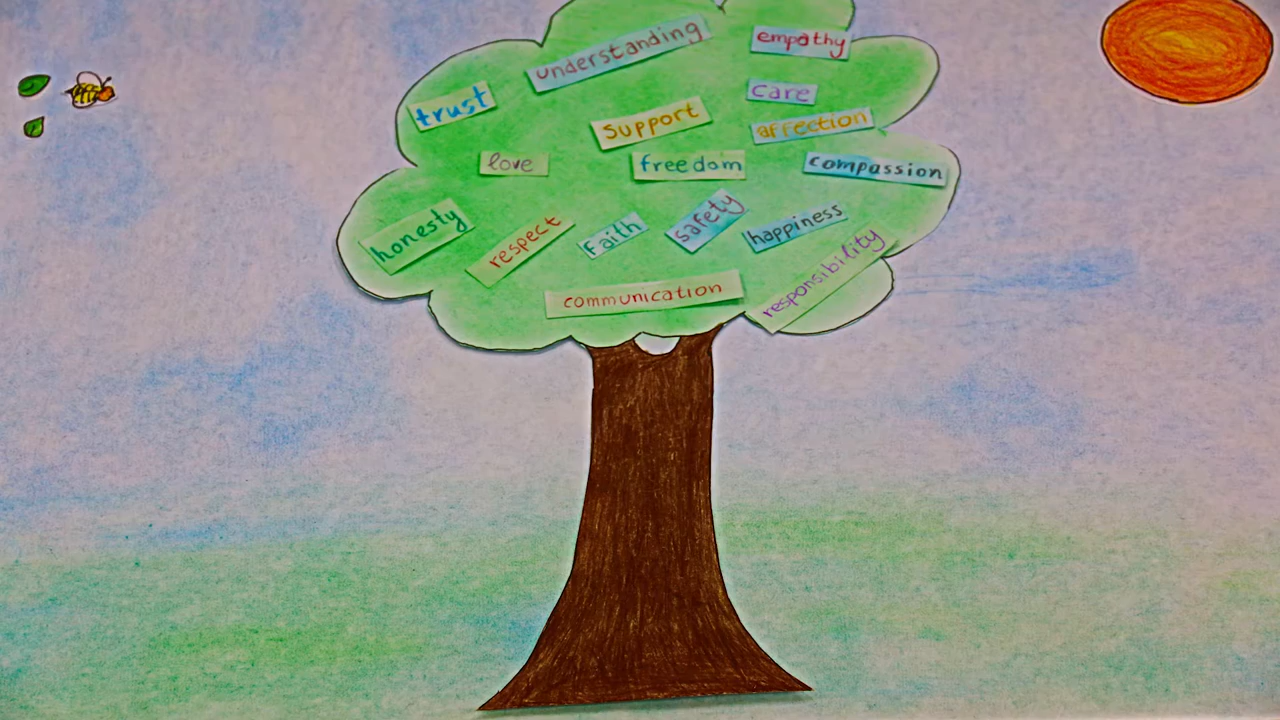 understanding
empathy
trust
care
support
affection
love
freedom
compassion
honesty
respect
faith
safety
happiness
responsibility
communication